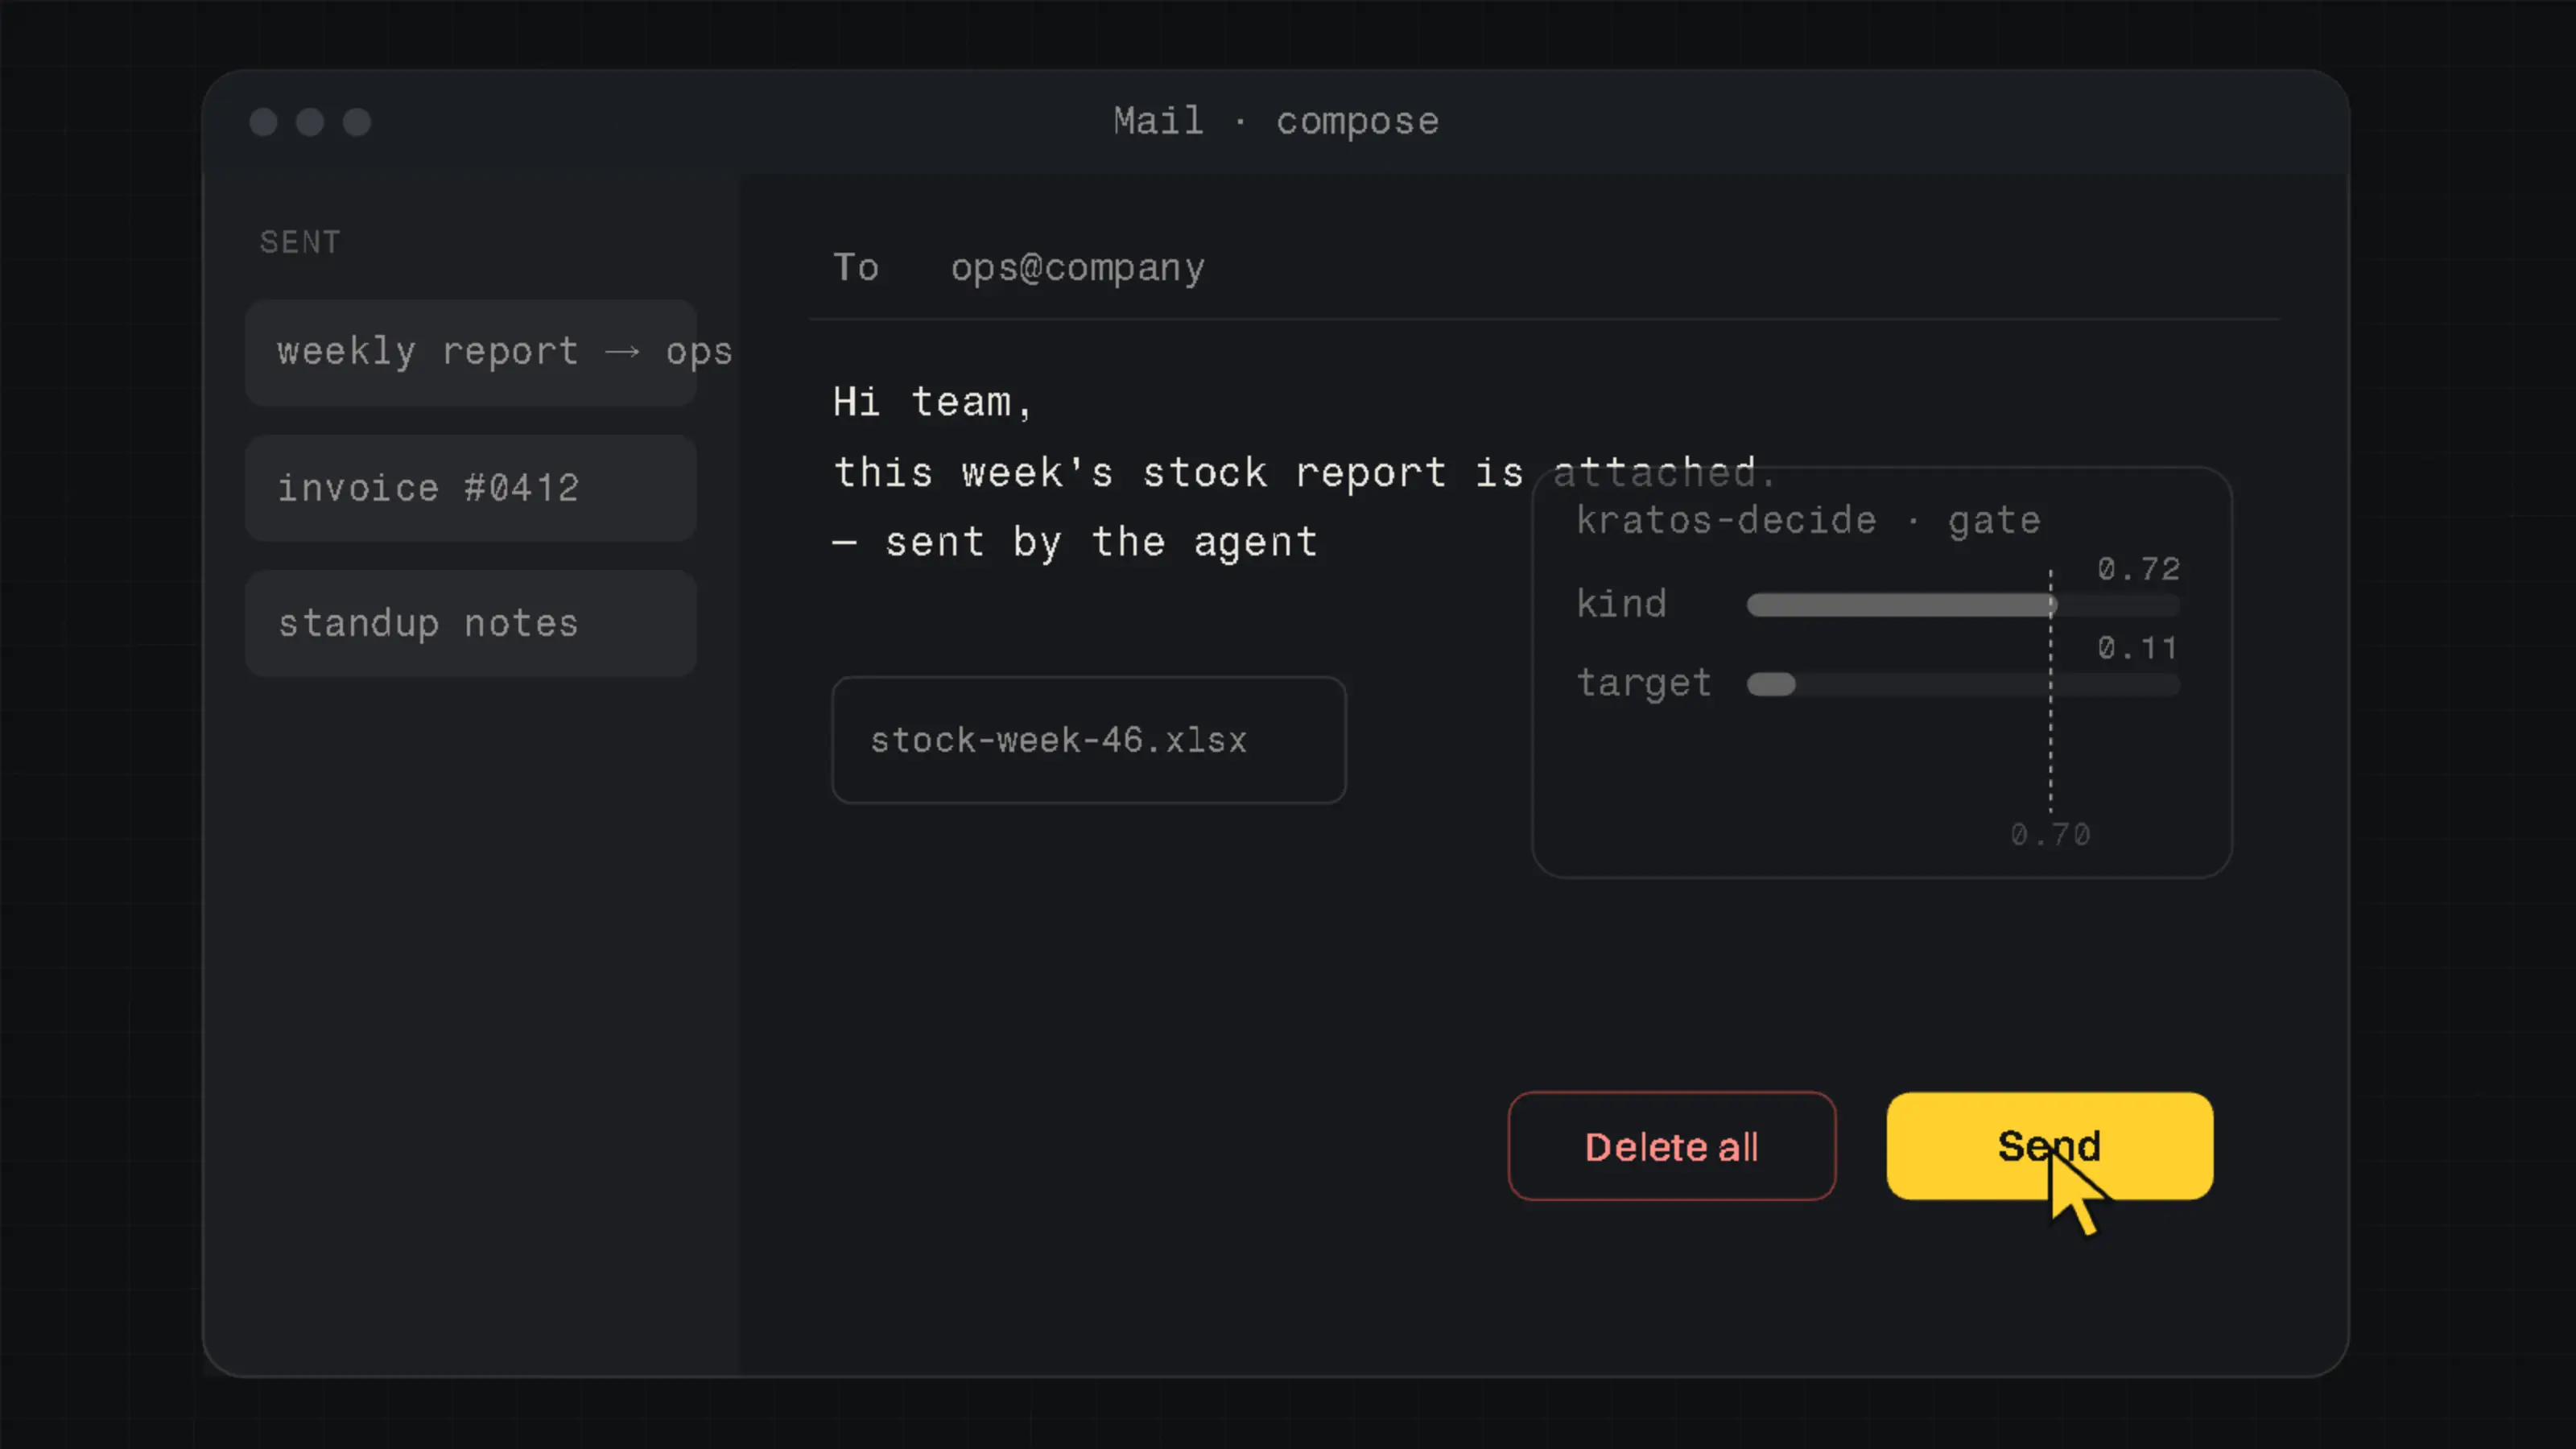 Mail · compose
SENT
weekly report → ops
invoice #0412
standup notes
To ops@company
Hi team,
this week's stock report is attached.
— sent by the agent
stock-week-46.xlsx
kratos-decide · gate
kind 0.72
target 0.11
0.70
Delete all
Send